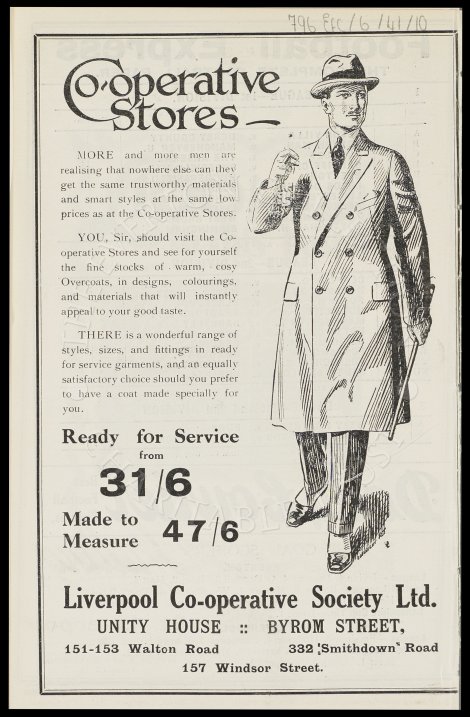 796 EFC/6/41/10
Co-operative
Stores
MORE and more men are
realising that nowhere else can they
get the same trustworthy materials
and smart styles at the same low
prices as at the Co-operative Stores.
YOU, Sir, should visit the Co-
operative Stores and see for yourself
the fine stocks of warm, cosy
Overcoats, in designs, colourings,
and materials that will instantly
appeal to your good taste.
THERE is a wonderful range of
styles, sizes, and fittings in ready
for service garments, and an equally
satisfactory choice should you prefer
to have a coat made specially for
you.
Ready for Service
from
31/6
Made to
Measure 47/6
Liverpool Co-operative Society Ltd.
UNITY HOUSE :: BYROM STREET,
151-153 Walton Road 332 "Smithdown" Road
157 Windsor Street.